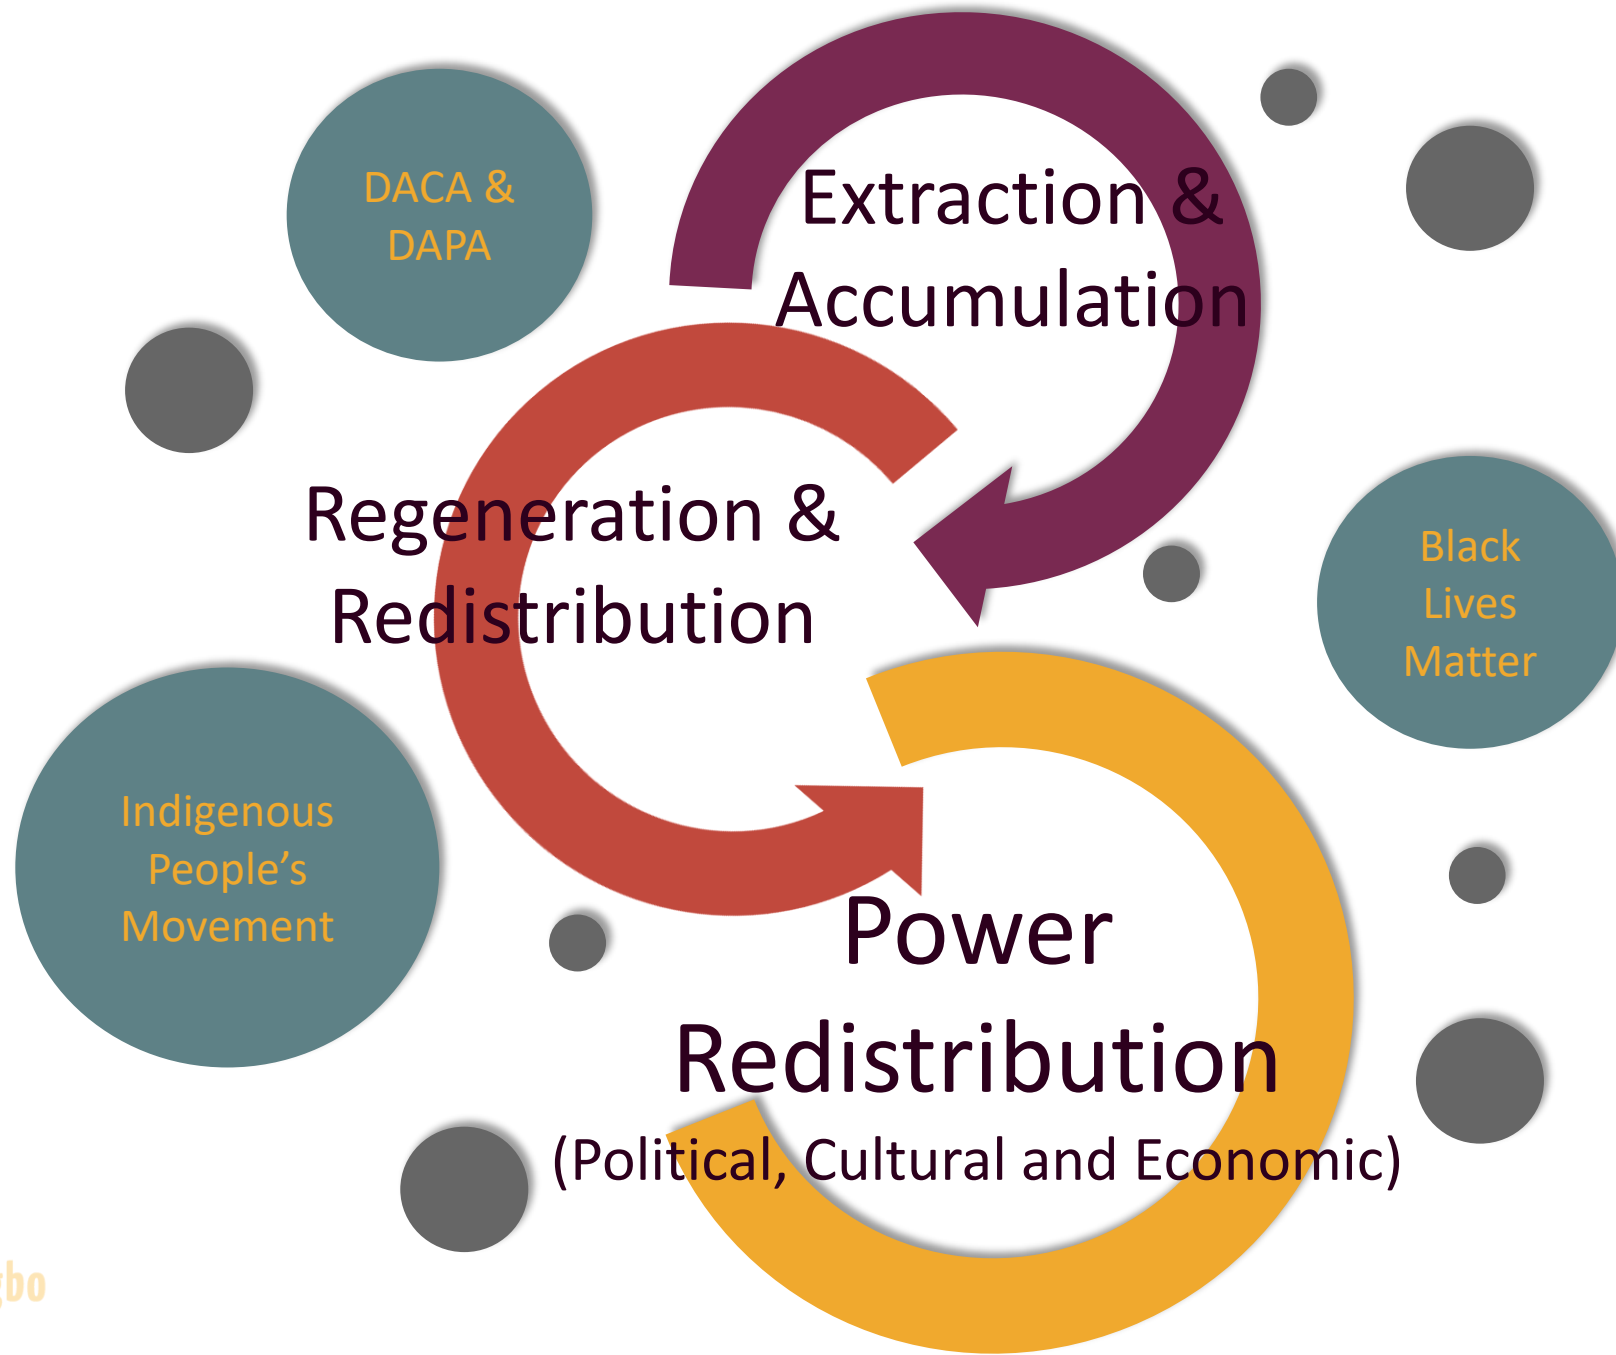 DACA &
DAPA
Extraction &
Accumulation
Regeneration &
Redistribution
Black
Lives
Matter
Indigenous
People’s
Movement
Power
Redistribution
(Political, Cultural and Economic)